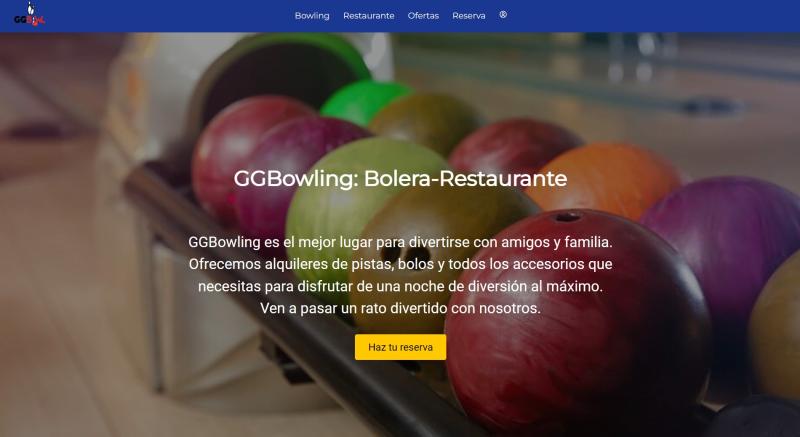 GGBOWL
Bowling Restaurante Ofertas Reserva
GGBowling: Bolera-Restaurante
GGBowling es el mejor lugar para divertirse con amigos y familia.
Ofrecemos alquileres de pistas, bolos y todos los accesorios que
necesitas para disfrutar de una noche de diversión al máximo.
Ven a pasar un rato divertido con nosotros.
Haz tu reserva